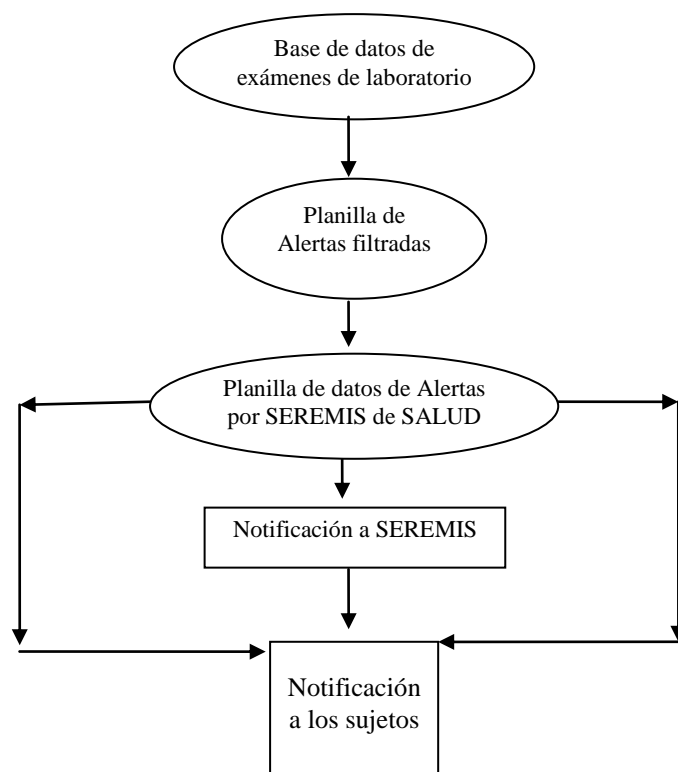 Base de datos de
exámenes de laboratorio
Planilla de
Alertas filtradas
Planilla de datos de Alertas
por SEREMIS de SALUD
Notificación a SEREMIS
Notificación
a los sujetos